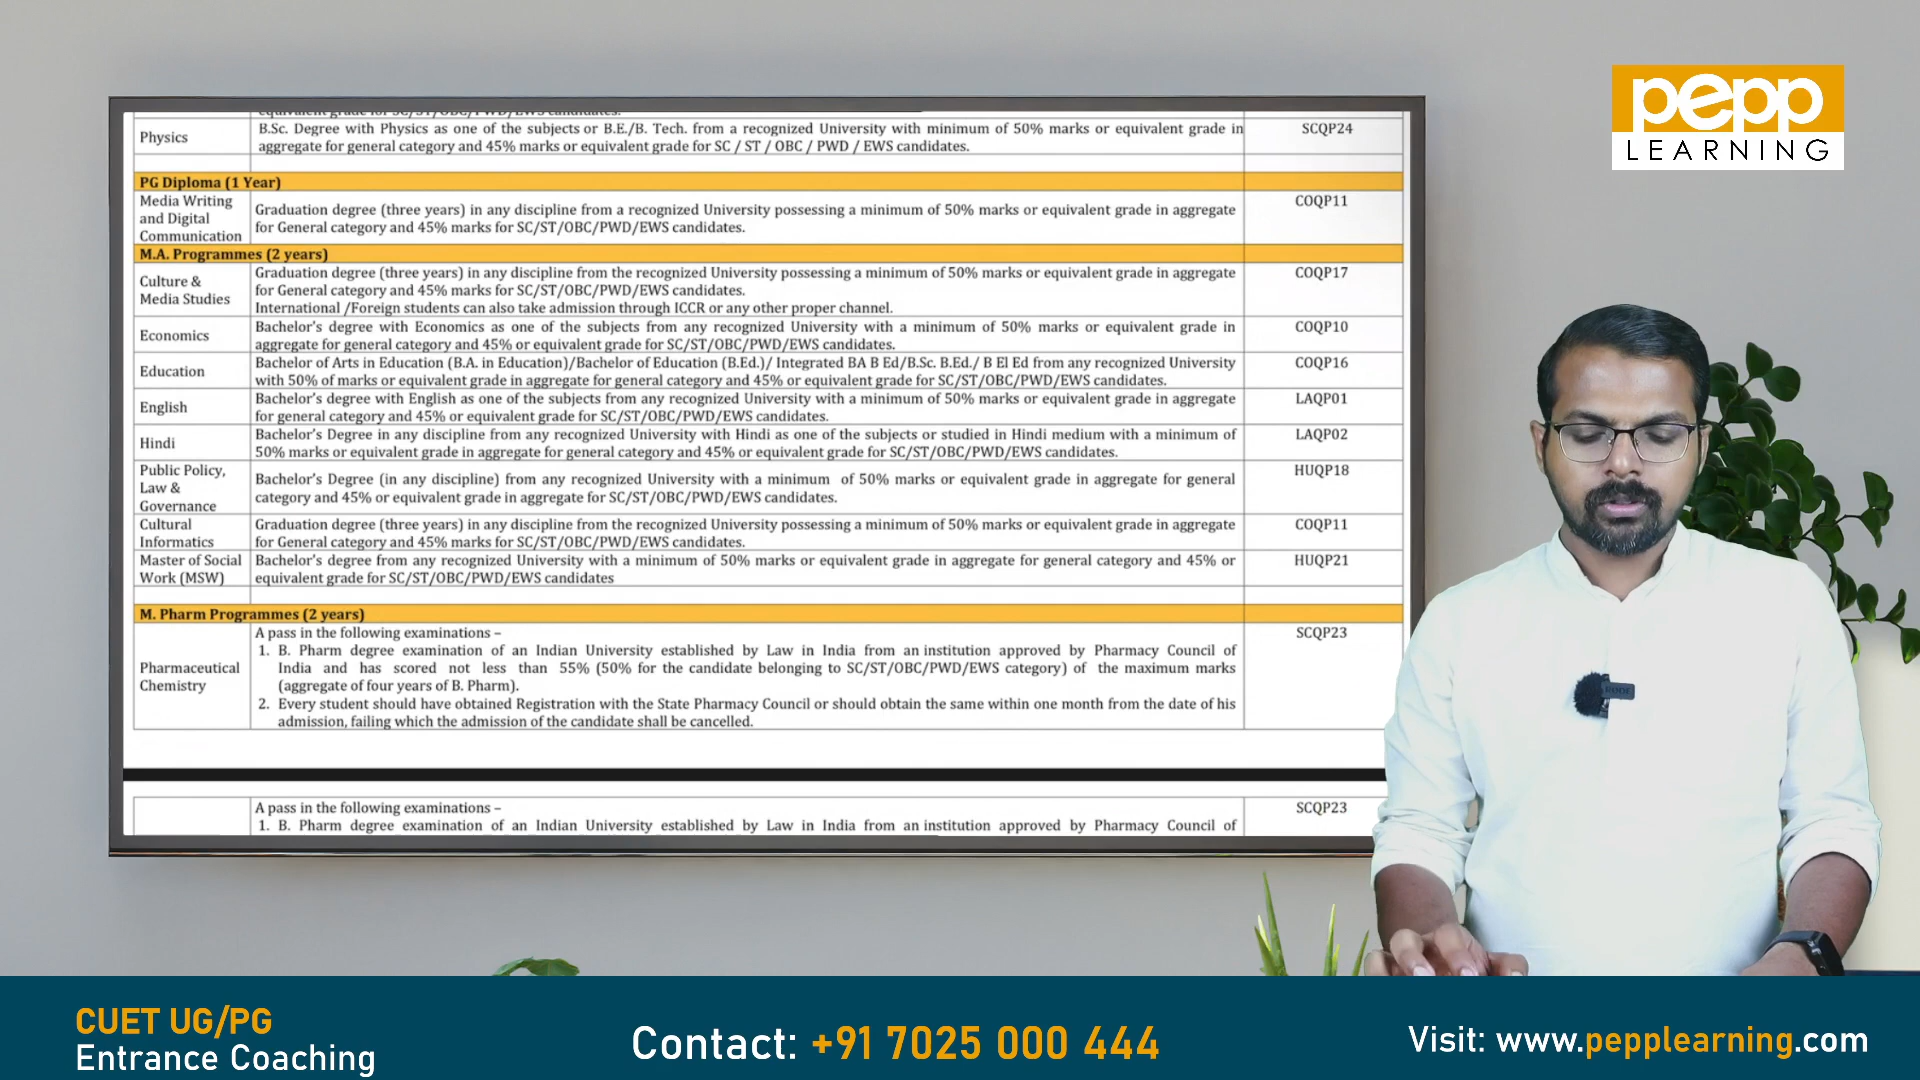 pepp
LEARNING
equivalent grade for SC/ST/OBC/PWD/EWS candidates.
Physics
B.Sc. Degree with Physics as one of the subjects or B.E./B. Tech. from a recognized University with minimum of 50% marks or equivalent grade in
aggregate for general category and 45% marks or equivalent grade for SC / ST / OBC / PWD / EWS candidates.
SCQP24
PG Diploma (1 Year)
Media Writing
and Digital
Communication
Graduation degree (three years) in any discipline from a recognized University possessing a minimum of 50% marks or equivalent grade in aggregate
for General category and 45% marks for SC/ST/OBC/PWD/EWS candidates.
COQP11
M.A. Programmes (2 years)
Culture &
Media Studies
Graduation degree (three years) in any discipline from the recognized University possessing a minimum of 50% marks or equivalent grade in aggregate
for General category and 45% marks for SC/ST/OBC/PWD/EWS candidates.
International /Foreign students can also take admission through ICCR or any other proper channel.
COQP17
Economics
Bachelor's degree with Economics as one of the subjects from any recognized University with a minimum of 50% marks or equivalent grade in
aggregate for general category and 45% or equivalent grade for SC/ST/OBC/PWD/EWS candidates.
COQP10
Education
Bachelor of Arts in Education (B.A. in Education)/Bachelor of Education (B.Ed.)/ Integrated BA B Ed/B.Sc. B.Ed./ B El Ed from any recognized University
with 50% of marks or equivalent grade in aggregate for general category and 45% or equivalent grade for SC/ST/OBC/PWD/EWS candidates.
COQP16
English
Bachelor's degree with English as one of the subjects from any recognized University with a minimum of 50% marks or equivalent grade in aggregate
for general category and 45% or equivalent grade for SC/ST/OBC/PWD/EWS candidates.
LAQP01
Hindi
Bachelor's Degree in any discipline from any recognized University with Hindi as one of the subjects or studied in Hindi medium with a minimum of
50% marks or equivalent grade in aggregate for general category and 45% or equivalent grade for SC/ST/OBC/PWD/EWS candidates.
LAQP02
Public Policy,
Law &
Governance
Bachelor's Degree (in any discipline) from any recognized University with a minimum of 50% marks or equivalent grade in aggregate for general
category and 45% or equivalent grade in aggregate for SC/ST/OBC/PWD/EWS candidates.
HUQP18
Cultural
Informatics
Graduation degree (three years) in any discipline from the recognized University possessing a minimum of 50% marks or equivalent grade in aggregate
for General category and 45% marks for SC/ST/OBC/PWD/EWS candidates.
COQP11
Master of Social
Work (MSW)
Bachelor's degree from any recognized University with a minimum of 50% marks or equivalent grade in aggregate for general category and 45% or
equivalent grade for SC/ST/OBC/PWD/EWS candidates
HUQP21
M. Pharm Programmes (2 years)
Pharmaceutical
Chemistry
A pass in the following examinations –
1. B. Pharm degree examination of an Indian University established by Law in India from an institution approved by Pharmacy Council of
India and has scored not less than 55% (50% for the candidate belonging to SC/ST/OBC/PWD/EWS category) of the maximum marks
(aggregate of four years of B. Pharm).
2. Every student should have obtained Registration with the State Pharmacy Council or should obtain the same within one month from the date of his
admission, failing which the admission of the candidate shall be cancelled.
SCQP23
A pass in the following examinations –
1. B. Pharm degree examination of an Indian University established by Law in India from an institution approved by Pharmacy Council of
SCQP23
CUET UG/PG
Entrance Coaching
Contact: +91 7025 000 444
Visit: www.pepplearning.com